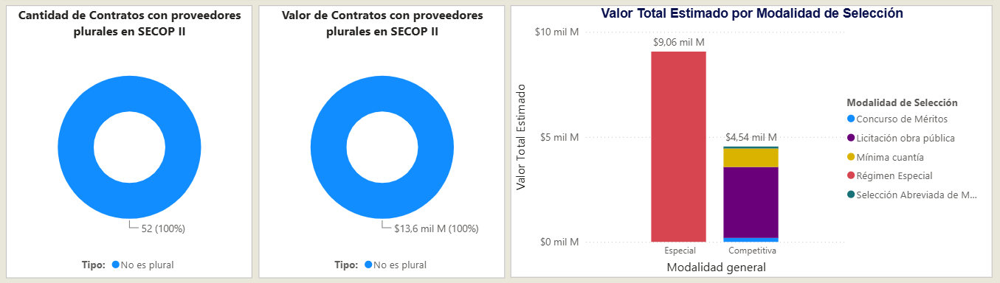 Cantidad de Contratos con proveedores
plurales en SECOP II
52 (100%)
Tipo: No es plural
Valor de Contratos con proveedores
plurales en SECOP II
$13,6 mil M (100%)
Tipo: No es plural
Valor Total Estimado por Modalidad de Selección
Valor Total Estimado
$10 mil M
$5 mil M
$0 mil M
$9,06 mil M
$4,54 mil M
Especial
Competitiva
Modalidad general
Modalidad de Selección
Concurso de Méritos
Licitación obra pública
Mínima cuantía
Régimen Especial
Selección Abreviada de M...